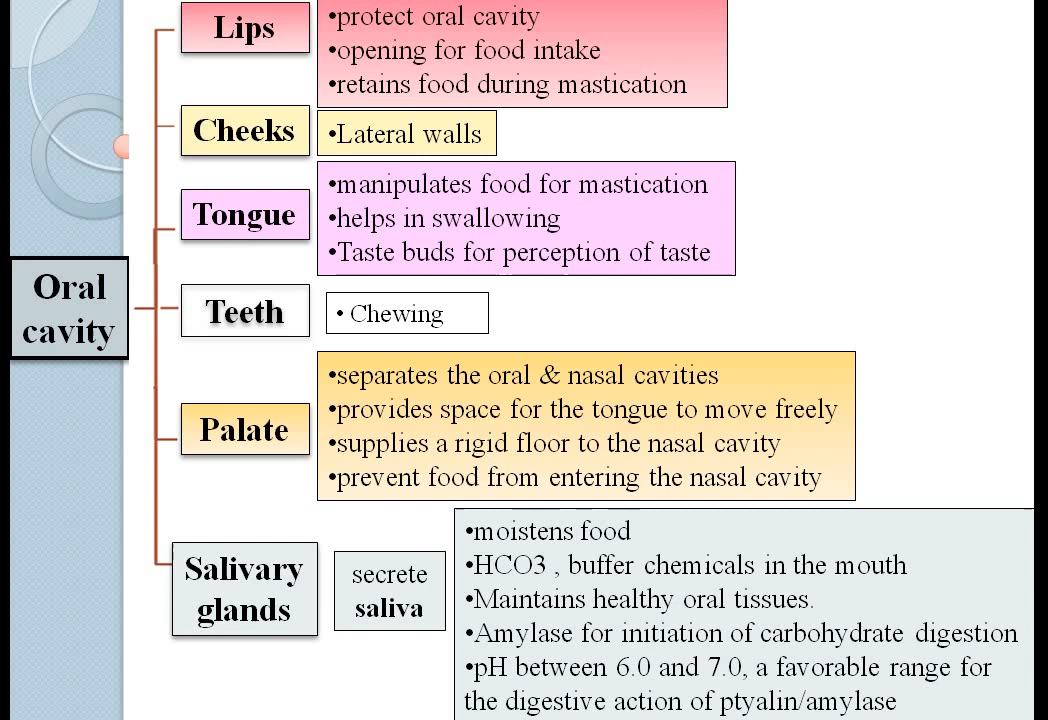 Oral
cavity
Lips
•protect oral cavity
•opening for food intake
•retains food during mastication
Cheeks
•Lateral walls
Tongue
•manipulates food for mastication
•helps in swallowing
•Taste buds for perception of taste
Teeth
• Chewing
Palate
•separates the oral & nasal cavities
•provides space for the tongue to move freely
•supplies a rigid floor to the nasal cavity
•prevent food from entering the nasal cavity
Salivary
glands
secrete
saliva
•moistens food
•HCO3 , buffer chemicals in the mouth
•Maintains healthy oral tissues.
•Amylase for initiation of carbohydrate digestion
•pH between 6.0 and 7.0, a favorable range for
the digestive action of ptyalin/amylase